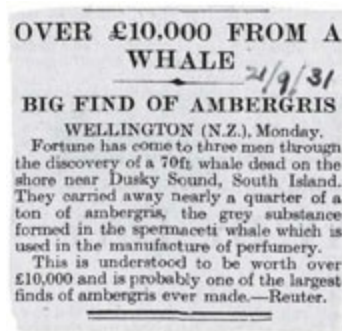 OVER £10,000 FROM A
WHALE
21/9/31
BIG FIND OF AMBERGRIS
WELLINGTON (N.Z.), Monday.
Fortune has come to three men through
the discovery of a 70ft whale dead on the
shore near Dusky Sound, South Island.
They carried away nearly a quarter of a
ton of ambergris, the grey substance
formed in the spermaceti whale which is
used in the manufacture of perfumery.
This is understood to be worth over
£10,000 and is probably one of the largest
finds of ambergris ever made.—Reuter.